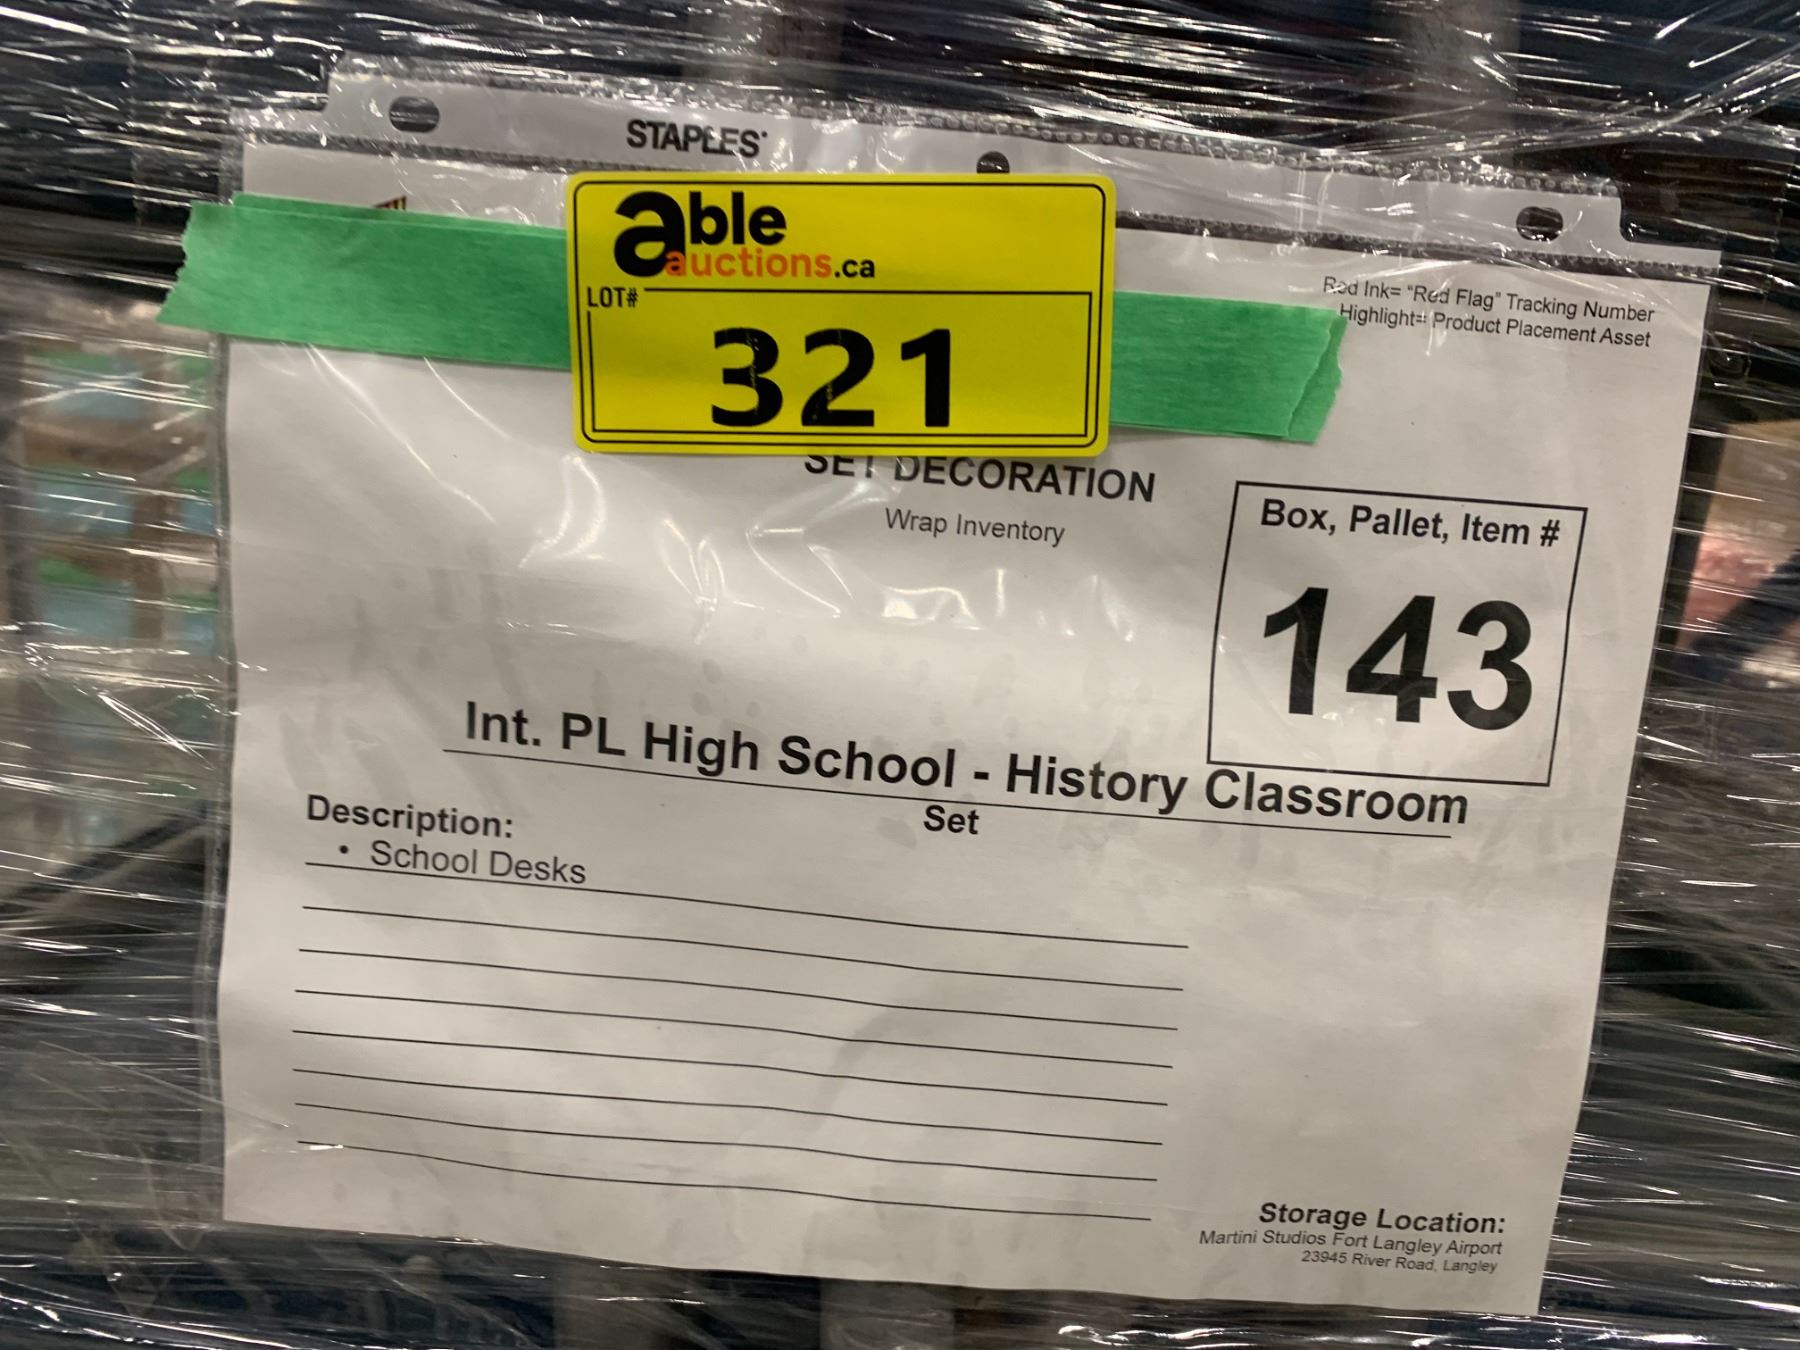 STAPLES
able
auctions.ca
LOT#
321
Red Ink= “Red Flag” Tracking Number
Highlight= Product Placement Asset
SET DECORATION
Wrap Inventory
Box, Pallet, Item #
143
Int. PL High School - History Classroom
Set
Description:
• School Desks
Storage Location:
Martini Studios Fort Langley Airport
23945 River Road, Langley